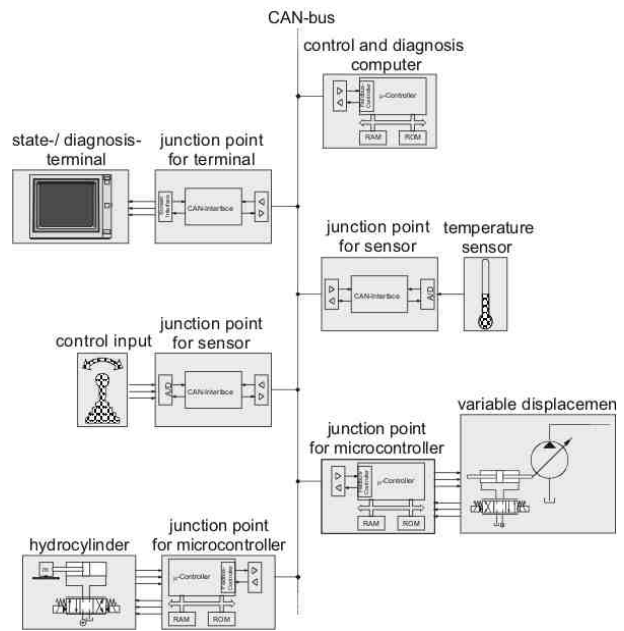 CAN-bus
control and diagnosis
computer
μ-Controller
RAM
ROM
state-/ diagnosis-
terminal
junction point
for terminal
CAN-Interface
junction point
for sensor
temperature
sensor
CAN-Interface
A/D
control input
junction point
for sensor
A/D
CAN-Interface
variable displacemen
junction point
for microcontroller
μ-Controller
RAM
ROM
hydrocylinder
junction point
for microcontroller
μ-Controller
RAM
ROM